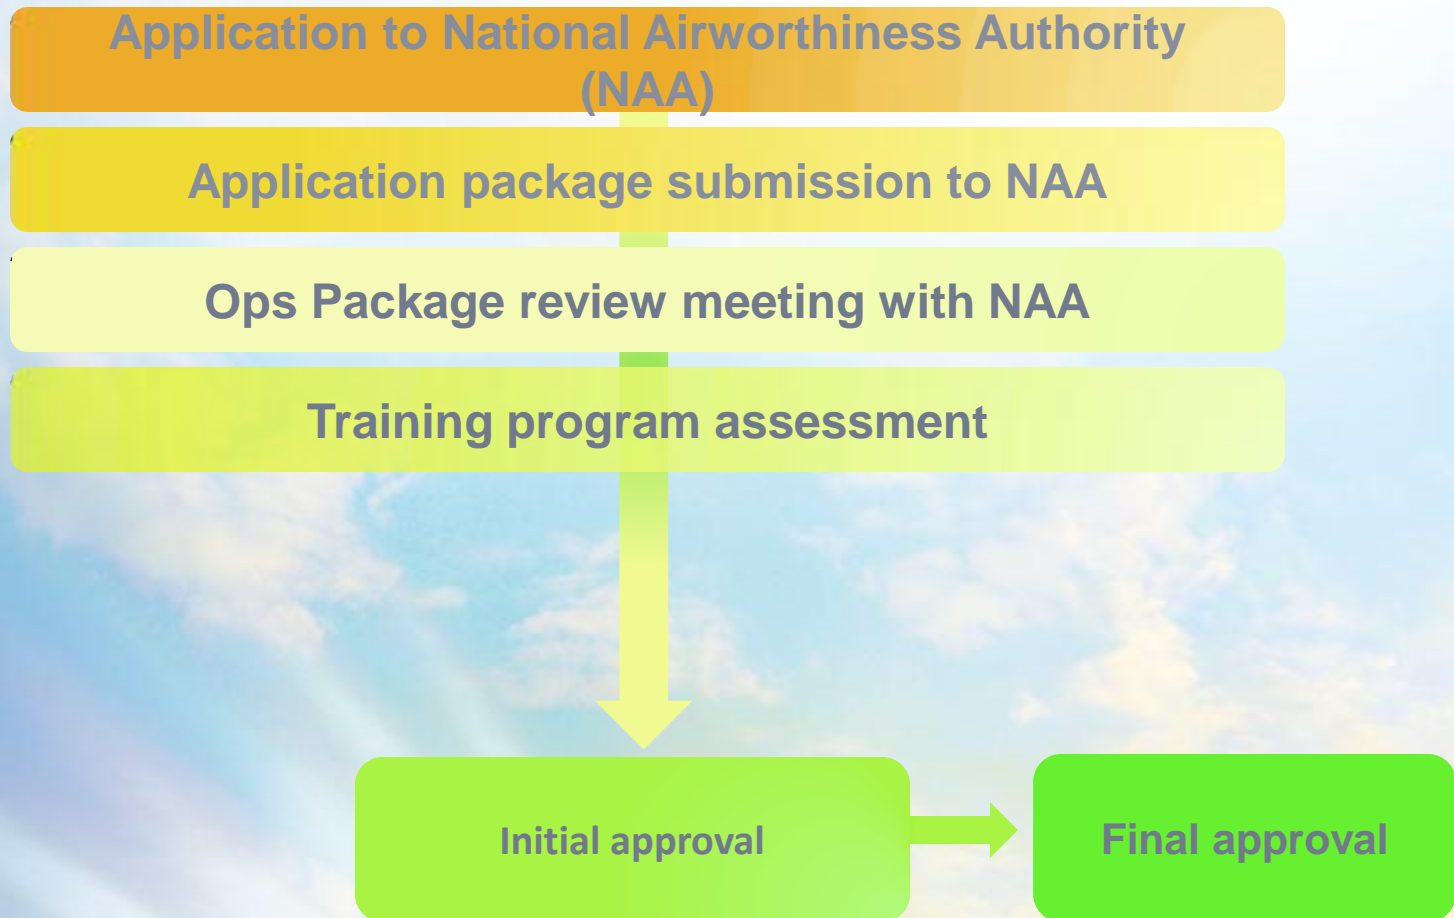 Application to National Airworthiness Authority
(NAA)
Application package submission to NAA
Ops Package review meeting with NAA
Training program assessment
Initial approval
Final approval